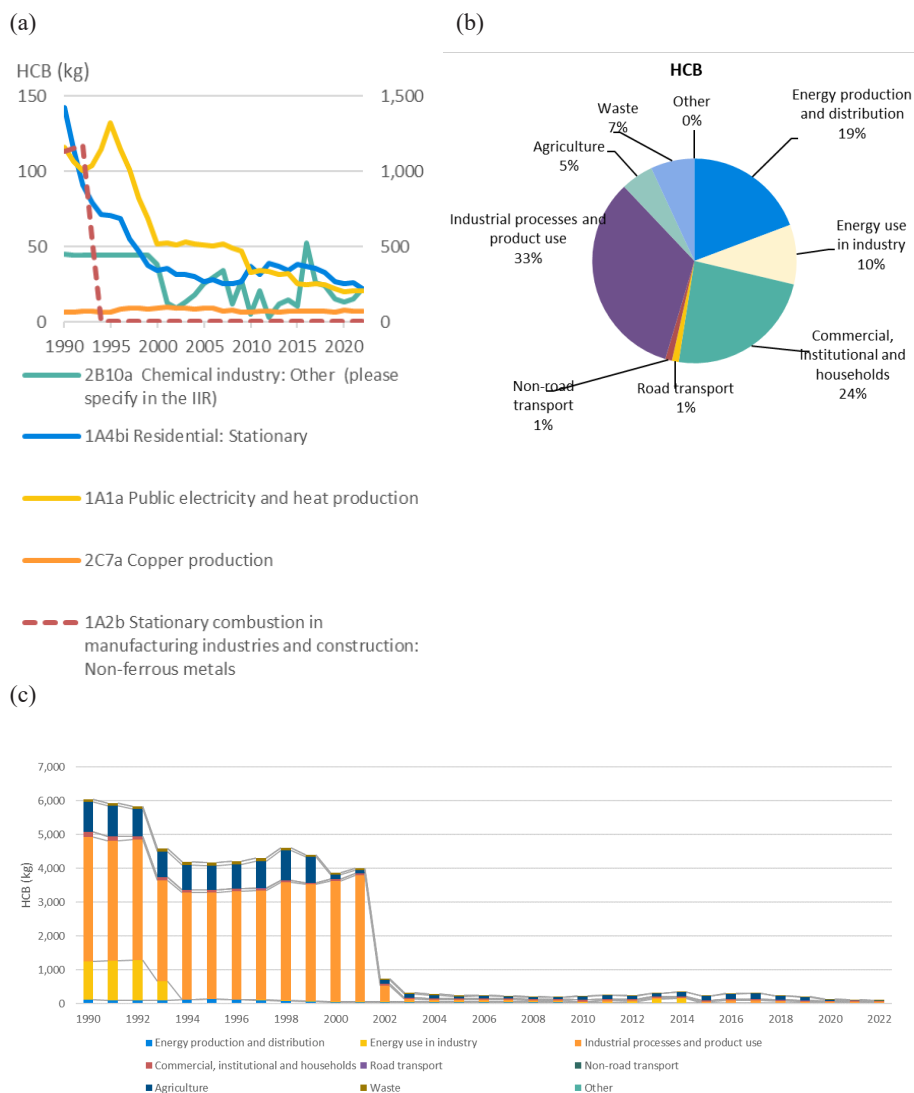 (a)
HCB (kg)
150 1,500
100 1,000
50 500
0 0
1990 1995 2000 2005 2010 2015 2020
2B10a Chemical industry: Other (please
specify in the IIR)
1A4bi Residential: Stationary
1A1a Public electricity and heat production
2C7a Copper production
1A2b Stationary combustion in
manufacturing industries and construction:
Non-ferrous metals
(b)
HCB
Other
0%
Energy production
and distribution
19%
Energy use
in industry
10%
Commercial,
institutional and
households
24%
Road transport
1%
Non-road
transport
1%
Industrial processes and
product use
33%
Agriculture
5%
Waste
7%
(c)
HCB (kg)
7,000
6,000
5,000
4,000
3,000
2,000
1,000
0
1990 1992 1994 1996 1998 2000 2002 2004 2006 2008 2010 2012 2014 2016 2018 2020 2022
Energy production and distribution Energy use in industry Industrial processes and product use
Commercial, institutional and households Road transport Non-road transport
Agriculture Waste Other